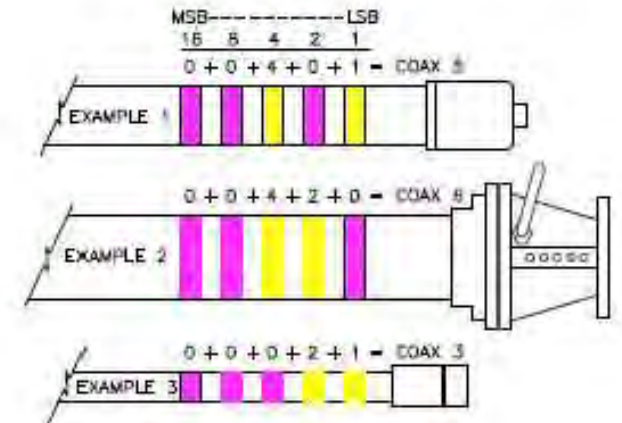 MSB----------LSB
16 8 4 2 1
0 + 0 + 4 + 0 + 1 = COAX 5
EXAMPLE 1
0 + 0 + 4 + 2 + 0 = COAX 6
EXAMPLE 2
0 + 0 + 0 + 2 + 1 = COAX 3
EXAMPLE 3